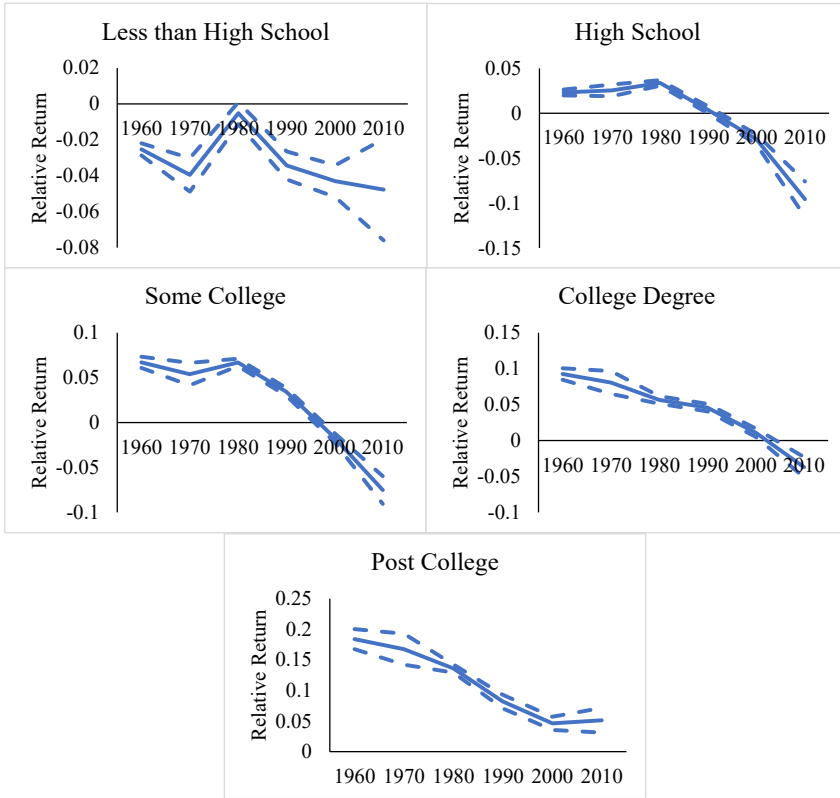 Less than High School
Relative Return
0.02
0
-0.02
-0.04
-0.06
-0.08
1960 1970 1980 1990 2000 2010
High School
Relative Return
0.05
0
-0.05
-0.1
-0.15
1960 1970 1980 1990 2000 2010
Some College
Relative Return
0.1
0.05
0
-0.05
-0.1
1960 1970 1980 1990 2000 2010
College Degree
Relative Return
0.15
0.1
0.05
0
-0.05
-0.1
1960 1970 1980 1990 2000 2010
Post College
Relative Return
0.25
0.2
0.15
0.1
0.05
0
1960 1970 1980 1990 2000 2010